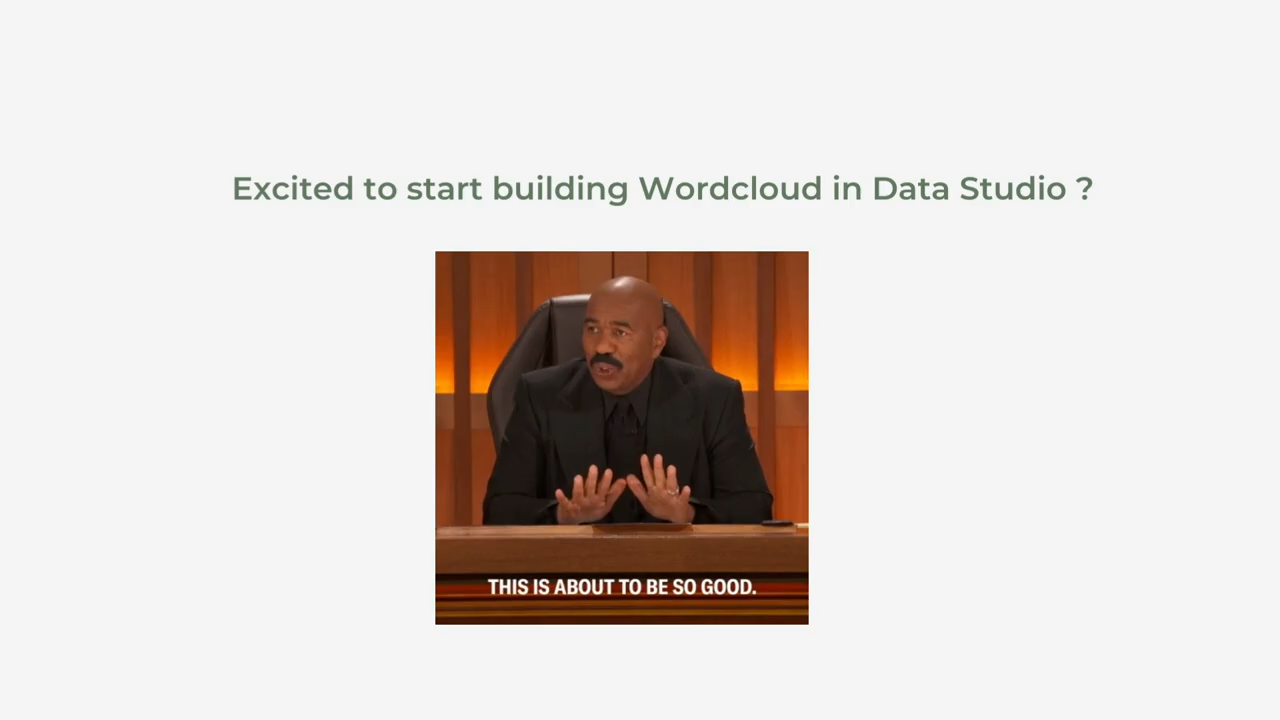 Excited to start building Wordcloud in Data Studio ?
THIS IS ABOUT TO BE SO GOOD.